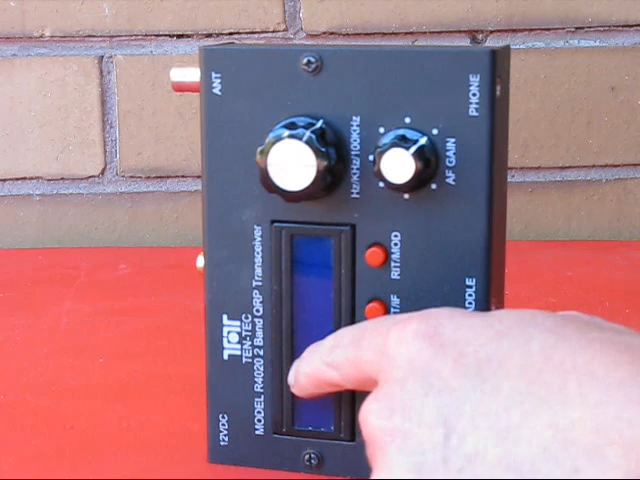 12VDC
TEN-TEC
MODEL R4020 2 Band QRP Transceiver
ANT
Hz/KHz/100KHz
RIT/MOD
AF GAIN
PHONE